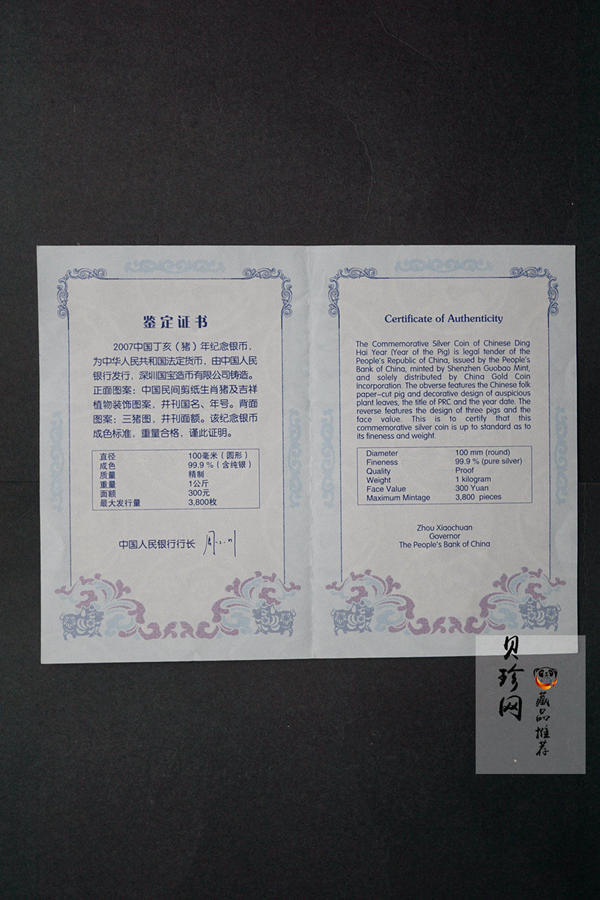 鉴定证书
2007中国丁亥（猪）年纪念银币，
为中华人民共和国法定货币，由中国人民
银行发行，深圳国宝造币有限公司铸造。
正面图案：中国民间剪纸生肖猪及吉祥
植物装饰图案，并刊国名、年号。背面
图案：三猪图，并刊面额。该纪念银币
成色标准，重量合格，谨此证明。
直径 100毫米（圆形）
成色 99.9%（含纯银）
质量 精制
重量 1公斤
面额 300元
最大发行量 3,800枚
中国人民银行行长
Certificate of Authenticity
The Commemorative Silver Coin of Chinese Ding
Hai Year (Year of the Pig) is legal tender of the
People's Republic of China, issued by the People's
Bank of China, minted by Shenzhen Guobao Mint,
and solely distributed by China Gold Coin
Incorporation. The obverse features the Chinese folk
paper-cut pig and decorative design of auspicious
plant leaves, the title of PRC and the year date. The
reverse features the design of three pigs and the
face value. This is to certify that this
commemorative silver coin is up to standard as to
its fineness and weight.
Diameter 100 mm (round)
Fineness 99.9 % (pure silver)
Quality Proof
Weight 1 kilogram
Face Value 300 Yuan
Maximum Mintage 3,800 pieces
Zhou Xiaochuan
Governor
The People's Bank of China
贝珍网
藏品推荐